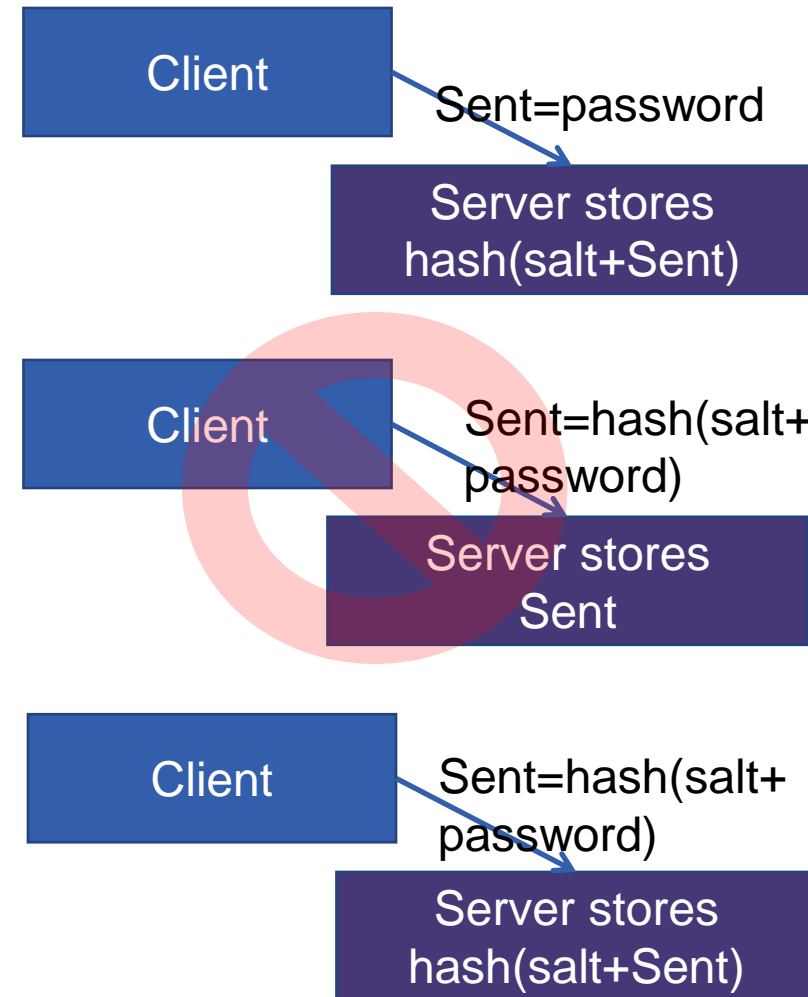 Client
Sent=password
Server stores
hash(salt+Sent)
Client
Sent=hash(salt+
password)
Server stores
Sent
Client
Sent=hash(salt+
password)
Server stores
hash(salt+Sent)